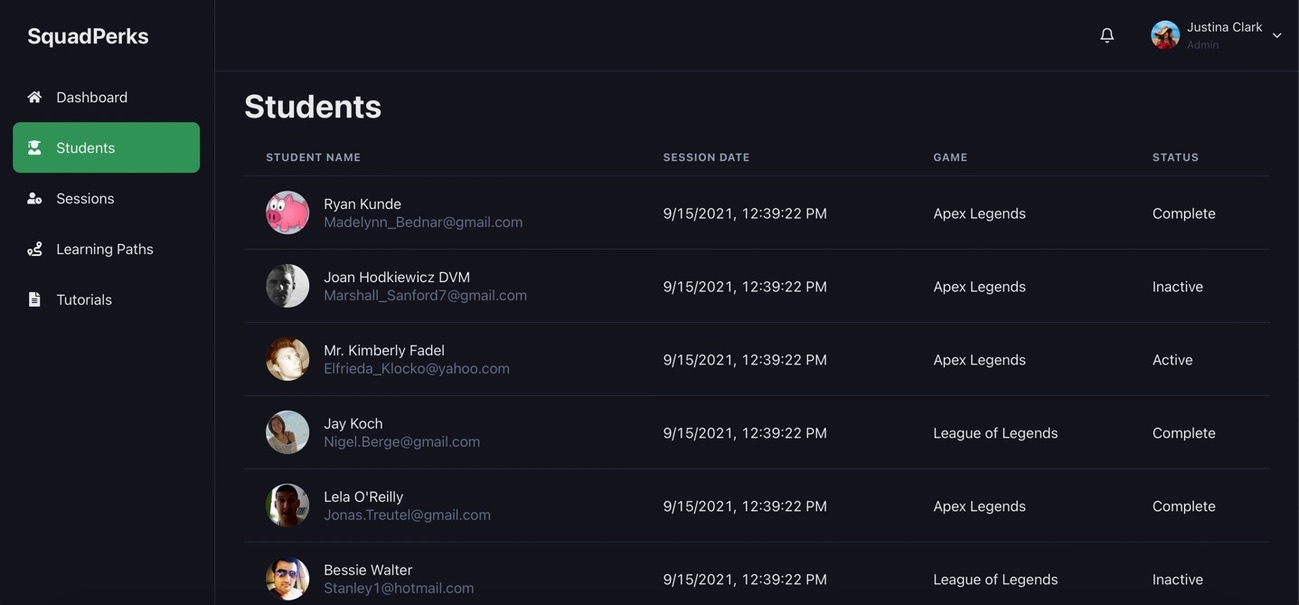 SquadPerks
Justina Clark
Admin
Dashboard
Students
Sessions
Learning Paths
Tutorials
Students
STUDENT NAME SESSION DATE GAME STATUS
Ryan Kunde
Madelynn_Bednar@gmail.com
9/15/2021, 12:39:22 PM Apex Legends Complete
Joan Hodkiewicz DVM
Marshall_Sanford7@gmail.com
9/15/2021, 12:39:22 PM Apex Legends Inactive
Mr. Kimberly Fadel
Elfrieda_Klocko@yahoo.com
9/15/2021, 12:39:22 PM Apex Legends Active
Jay Koch
Nigel.Berge@gmail.com
9/15/2021, 12:39:22 PM League of Legends Complete
Lela O'Reilly
Jonas.Treutel@gmail.com
9/15/2021, 12:39:22 PM Apex Legends Complete
Bessie Walter
Stanley1@hotmail.com
9/15/2021, 12:39:22 PM League of Legends Inactive